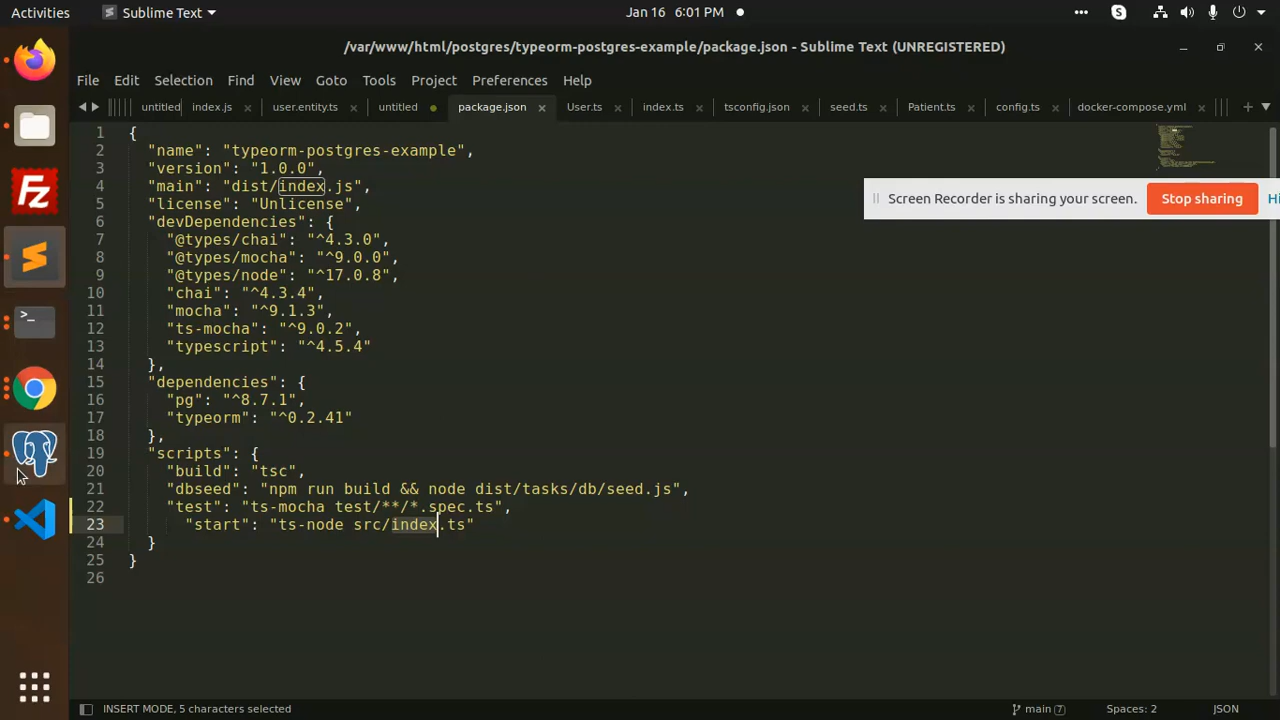 Activities
Sublime Text
Jan 16 6:01 PM
/var/www/html/postgres/typeorm-postgres-example/package.json - Sublime Text (UNREGISTERED)
File Edit Selection Find View Goto Tools Project Preferences Help
untitled index.js user.entity.ts untitled package.json User.ts index.ts tsconfig.json seed.ts Patient.ts config.ts docker-compose.yml
1 {
2 "name": "typeorm-postgres-example",
3 "version": "1.0.0",
4 "main": "dist/index.js",
5 "license": "Unlicense",
6 "devDependencies": {
7 "@types/chai": "^4.3.0",
8 "@types/mocha": "^9.0.0",
9 "@types/node": "^17.0.8",
10 "chai": "^4.3.4",
11 "mocha": "^9.1.3",
12 "ts-mocha": "^9.0.2",
13 "typescript": "^4.5.4"
14 },
15 "dependencies": {
16 "pg": "^8.7.1",
17 "typeorm": "^0.2.41"
18 },
19 "scripts": {
20 "build": "tsc",
21 "dbseed": "npm run build && node dist/tasks/db/seed.js",
22 "test": "ts-mocha test/**/*.spec.ts",
23 "start": "ts-node src/index.ts"
24 }
25 }
26
Screen Recorder is sharing your screen. Stop sharing Hi
INSERT MODE, 5 characters selected
main 7
Spaces: 2
JSON